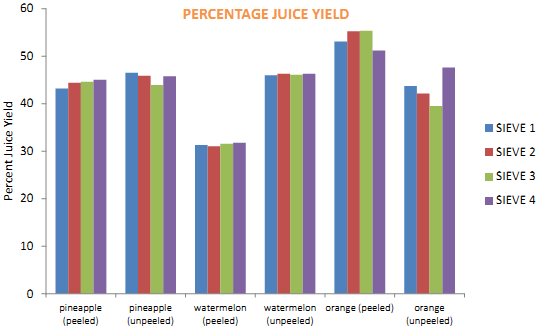 PERCENTAGE JUICE YIELD
60
50
40
30
20
10
0
Percent Juice Yield
pineapple
(peeled)
pineapple
(unpeeled)
watermelon
(peeled)
watermelon
(unpeeled)
orange (peeled)
orange
(unpeeled)
SIEVE 1
SIEVE 2
SIEVE 3
SIEVE 4